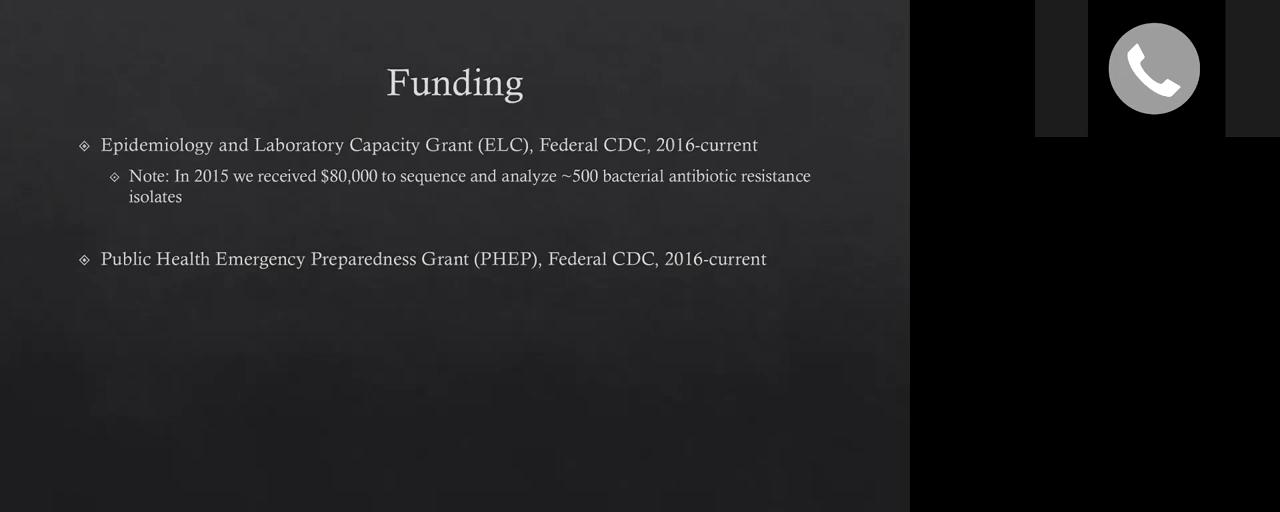 Funding
Epidemiology and Laboratory Capacity Grant (ELC), Federal CDC, 2016-current
Note: In 2015 we received $80,000 to sequence and analyze ~500 bacterial antibiotic resistance
isolates
Public Health Emergency Preparedness Grant (PHEP), Federal CDC, 2016-current